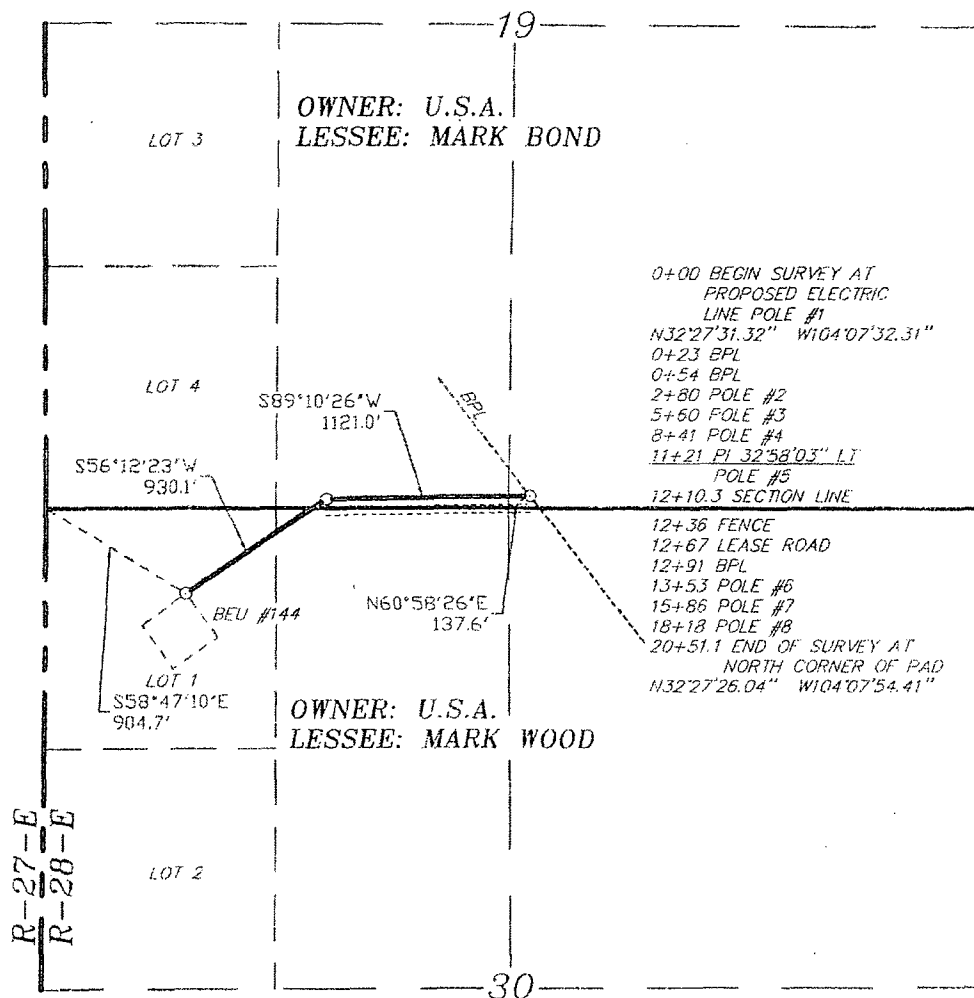 19
OWNER: U.S.A.
LESSEE: MARK BOND
LOT 3
0+00 BEGIN SURVEY AT
PROPOSED ELECTRIC
LINE POLE #1
N32°27'31.32" W104°07'32.31"
0+23 BPL
0+54 BPL
2+80 POLE #2
5+60 POLE #3
8+41 POLE #4
11+21 PI 32°58'03" LT
POLE #5
12+10.3 SECTION LINE
12+36 FENCE
12+67 LEASE ROAD
12+91 BPL
13+53 POLE #6
15+86 POLE #7
18+18 POLE #8
20+51.1 END OF SURVEY AT
NORTH CORNER OF PAD
N32°27'26.04" W104°07'54.41"
LOT 4
BPL
S89°10'26"W
1121.0'
S56°12'23"W
930.1'
N60°58'26"E
137.6'
BEU #144
LOT 1
S58°47'10"E
904.7'
OWNER: U.S.A.
LESSEE: MARK WOOD
R-27-E
R-28-E
LOT 2
30